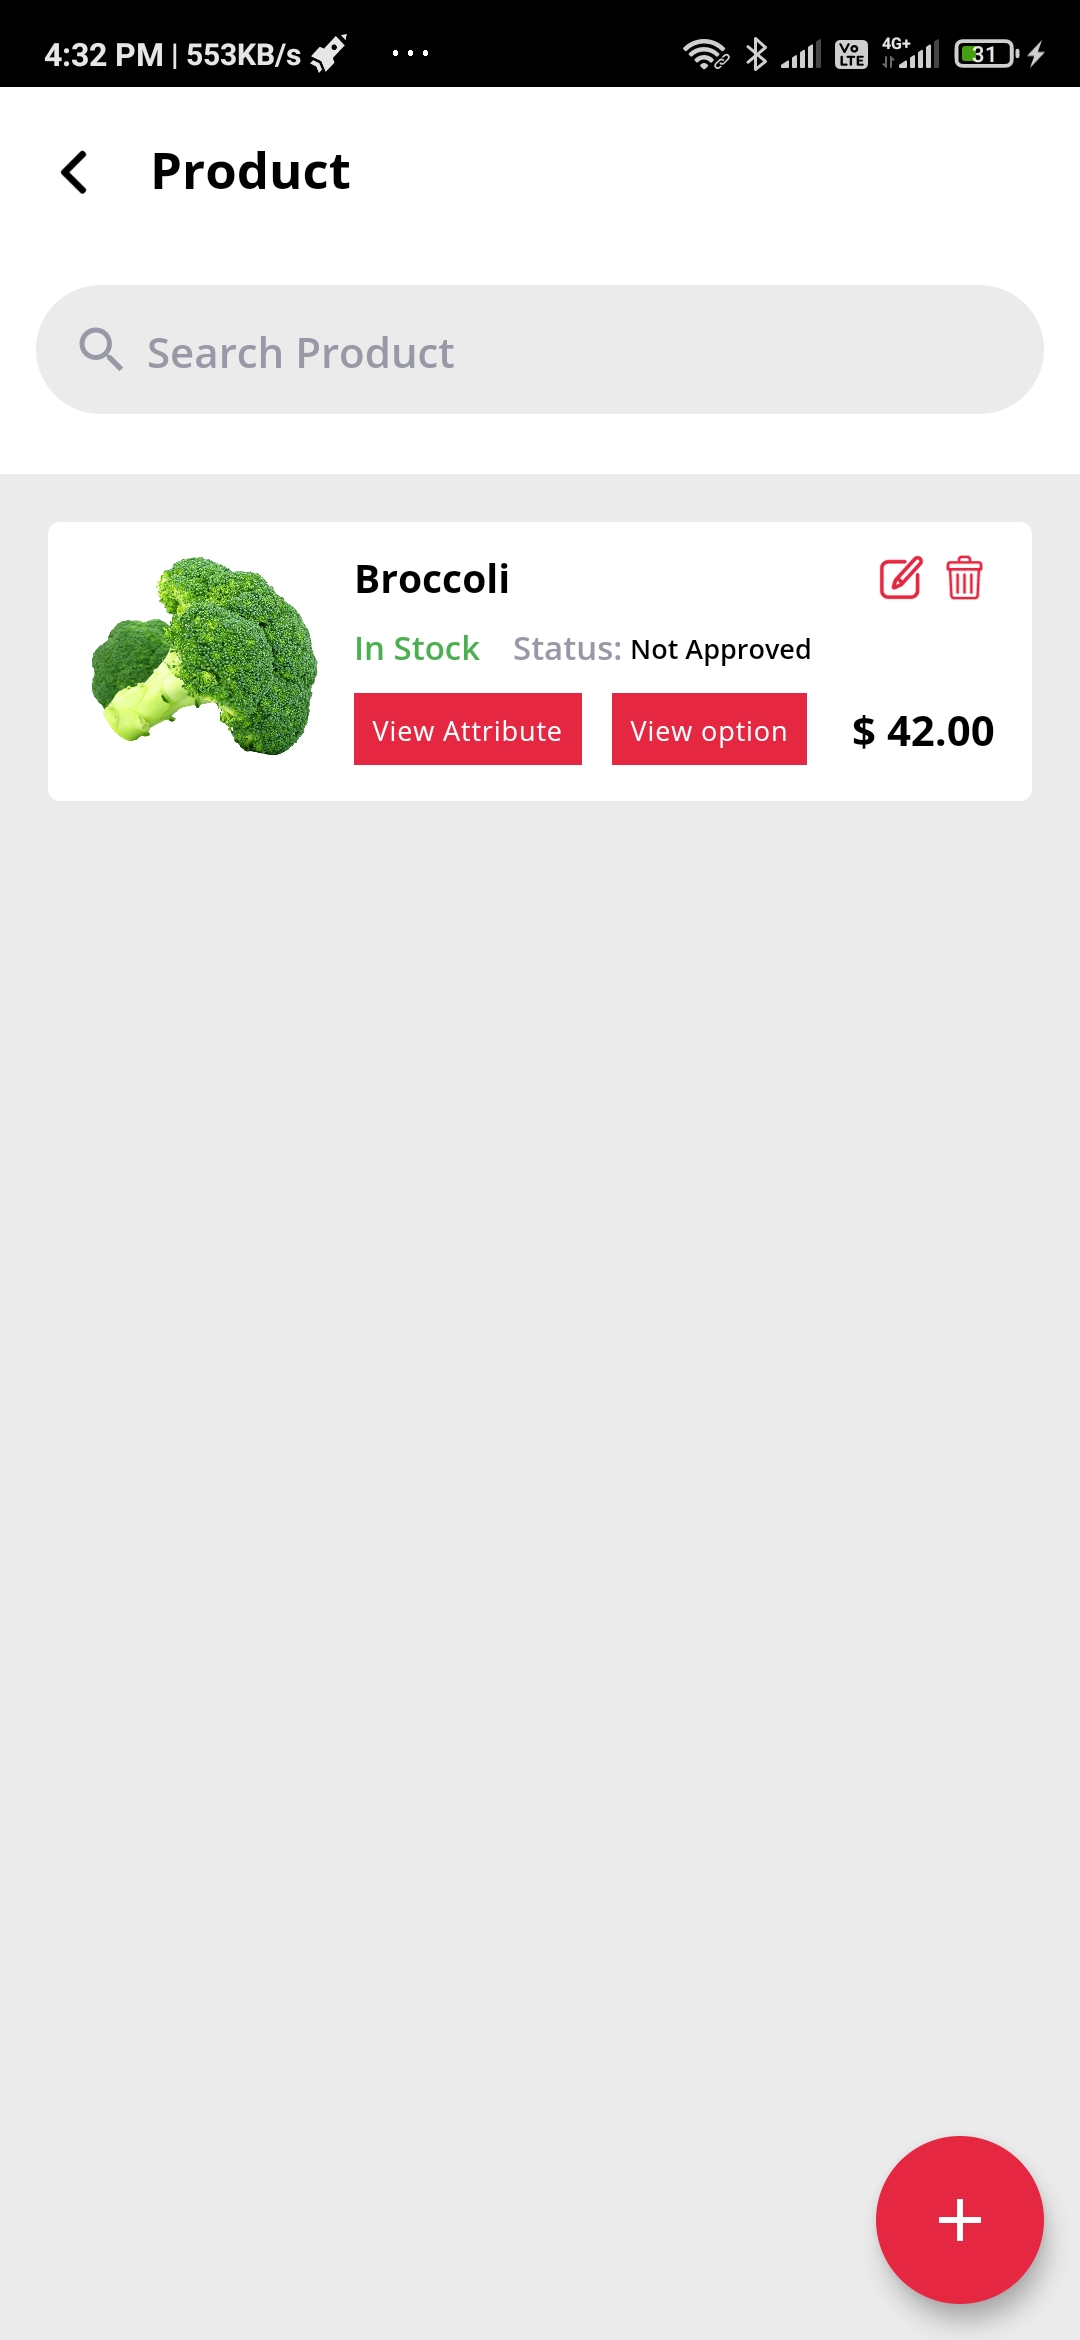 4:32 PM | 553KB/s ...
Vo LTE 4G+ 31
Product
Search Product
Broccoli
In Stock Status: Not Approved
View Attribute View option $ 42.00